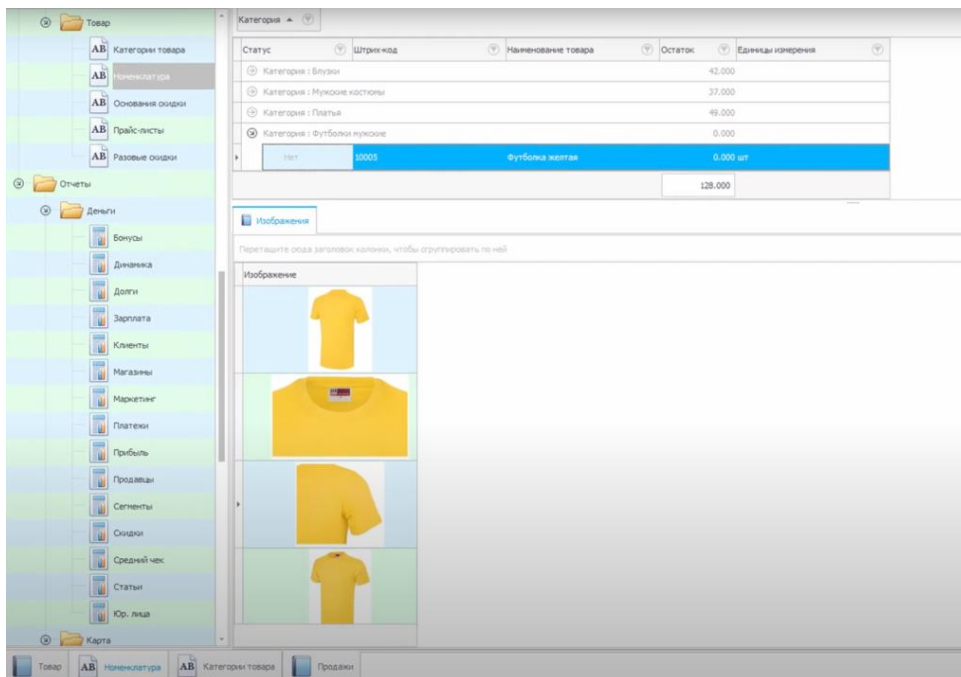 Товар
Категории товара
Номенклатура
Основания скидки
Прайс-листы
Разовые скидки
Отчеты
Деньги
Бонусы
Динамика
Долги
Зарплата
Клиенты
Магазины
Маркетинг
Платежи
Прибыль
Продавцы
Сегменты
Скидки
Средний чек
Статьи
Юр. лица
Карта
Категория
Статус Штрих-код Наименование товара Остаток Единицы измерения
Категория : Блузки 42.000
Категория : Мужские костюмы 37.000
Категория : Платья 49.000
Категория : Футболки мужские 0.000
Нет 10005 Футболка желтая 0.000 шт
128.000
Изображения
Перетащите сюда заголовок колонки, чтобы сгруппировать по ней
Изображение
Товар AB Номенклатура AB Категории товара Продажи